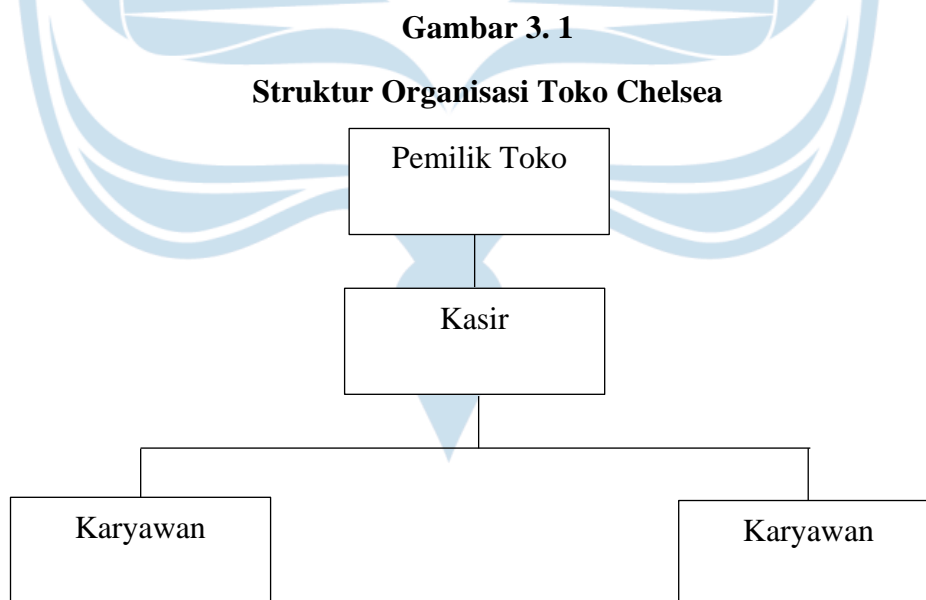 Gambar 3. 1
Struktur Organisasi Toko Chelsea
Pemilik Toko
Kasir
Karyawan
Karyawan